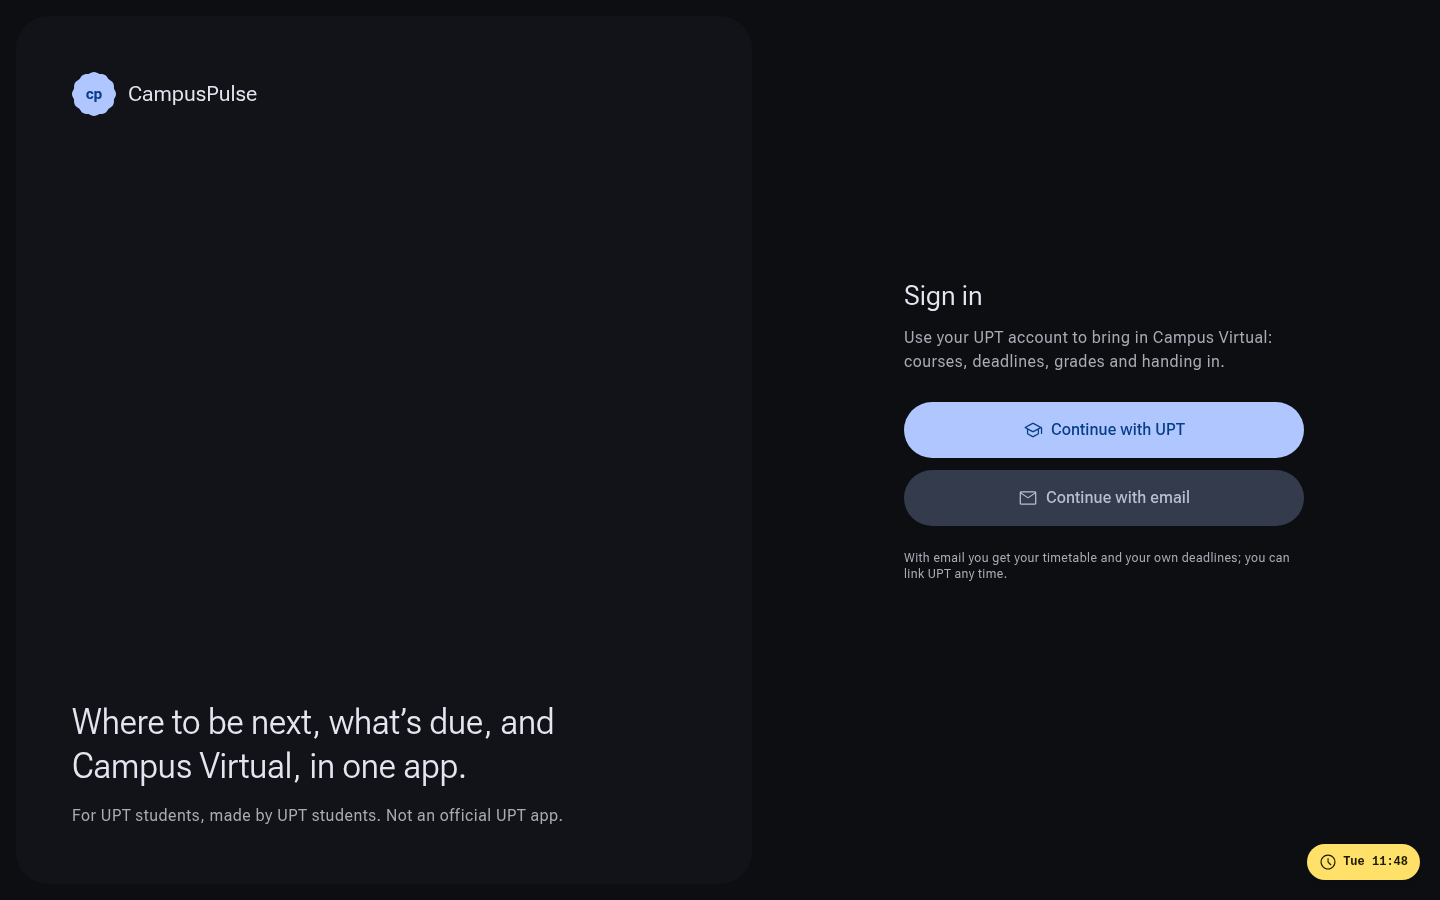 cp
CampusPulse
Where to be next, what’s due, and
Campus Virtual, in one app.
For UPT students, made by UPT students. Not an official UPT app.
Sign in
Use your UPT account to bring in Campus Virtual:
courses, deadlines, grades and handing in.
Continue with UPT
Continue with email
With email you get your timetable and your own deadlines; you can
link UPT any time.
Tue 11:48